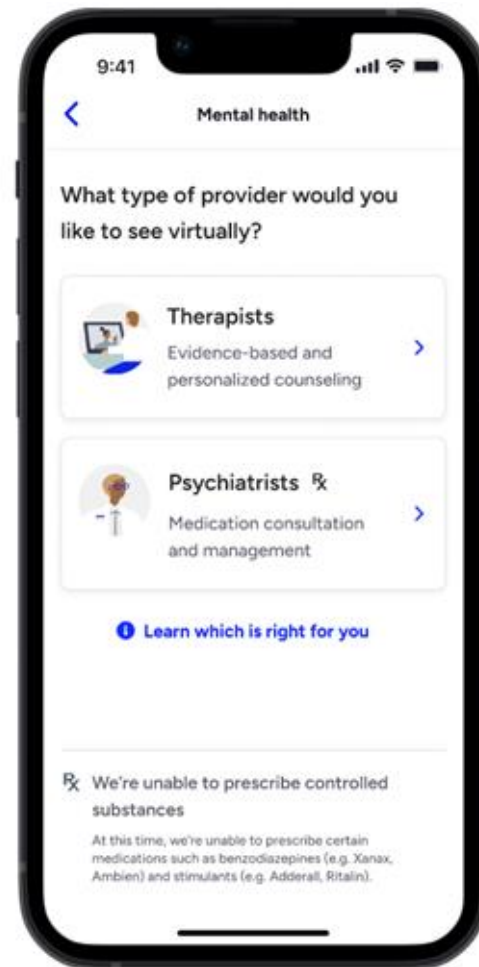 9:41
Mental health
What type of provider would you
like to see virtually?
Therapists
Evidence-based and
personalized counseling
Psychiatrists ℞
Medication consultation
and management
Learn which is right for you
℞ We're unable to prescribe controlled
substances
At this time, we're unable to prescribe certain
medications such as benzodiazepines (e.g. Xanax,
Ambien) and stimulants (e.g. Adderall, Ritalin).